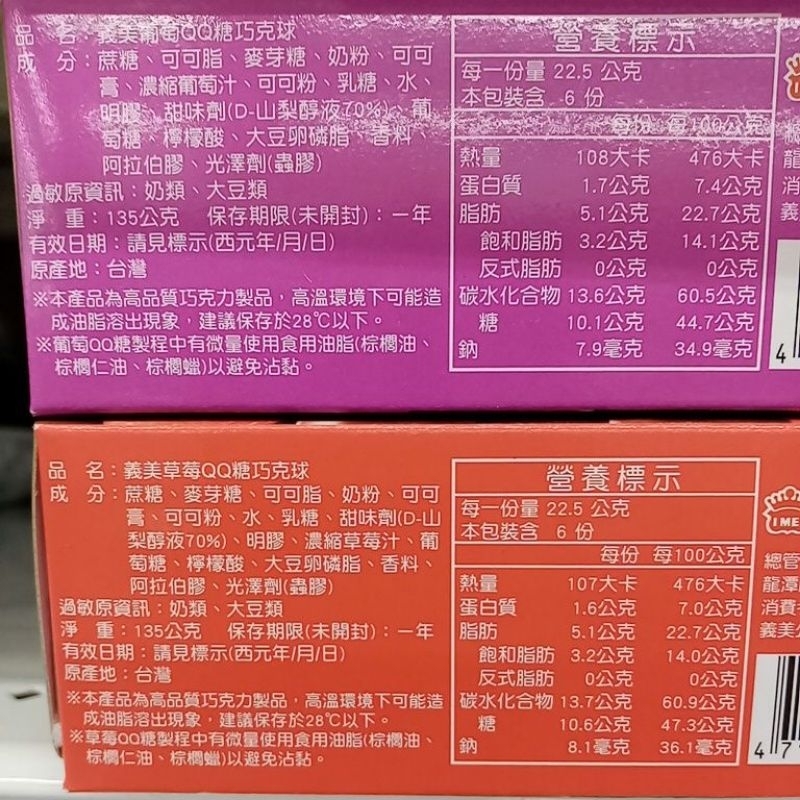 品　名：義美葡萄QQ糖巧克球
成　分：蔗糖、可可脂、麥芽糖、奶粉、可可
膏、濃縮葡萄汁、可可粉、乳糖、水、
明膠、甜味劑(D-山梨醇液70%)、葡
萄糖、檸檬酸、大豆卵磷脂、香料、
阿拉伯膠、光澤劑(蟲膠)
過敏原資訊：奶類、大豆類
淨　重：135公克　保存期限(未開封)：一年
有效日期：請見標示(西元年/月/日)
原產地：台灣
※本產品為高品質巧克力製品，高溫環境下可能造
成油脂溶出現象，建議保存於28℃以下。
※葡萄QQ糖製程中有微量使用食用油脂(棕櫚油、
棕櫚仁油、棕櫚蠟)以避免沾黏。
營養標示
每一份量 22.5 公克
本包裝含 6 份
每份 每100公克
熱量 108大卡 476大卡
蛋白質 1.7公克 7.4公克
脂肪 5.1公克 22.7公克
飽和脂肪 3.2公克 14.1公克
反式脂肪 0公克 0公克
碳水化合物 13.6公克 60.5公克
糖 10.1公克 44.7公克
鈉 7.9毫克 34.9毫克
龍
消
義
4
品　名：義美草莓QQ糖巧克球
成　分：蔗糖、麥芽糖、可可脂、奶粉、可可
膏、可可粉、水、乳糖、甜味劑(D-山
梨醇液70%)、明膠、濃縮草莓汁、葡
萄糖、檸檬酸、大豆卵磷脂、香料、
阿拉伯膠、光澤劑(蟲膠)
過敏原資訊：奶類、大豆類
淨　重：135公克　保存期限(未開封)：一年
有效日期：請見標示(西元年/月/日)
原產地：台灣
※本產品為高品質巧克力製品，高溫環境下可能造
成油脂溶出現象，建議保存於28℃以下。
※草莓QQ糖製程中有微量使用食用油脂(棕櫚油、
棕櫚仁油、棕櫚蠟)以避免沾黏。
營養標示
每一份量 22.5 公克
本包裝含 6 份
每份 每100公克
熱量 107大卡 476大卡
蛋白質 1.6公克 7.0公克
脂肪 5.1公克 22.7公克
飽和脂肪 3.2公克 14.0公克
反式脂肪 0公克 0公克
碳水化合物 13.7公克 60.9公克
糖 10.6公克 47.3公克
鈉 8.1毫克 36.1毫克
I ME
總管
龍潭
消費
義美
4 7